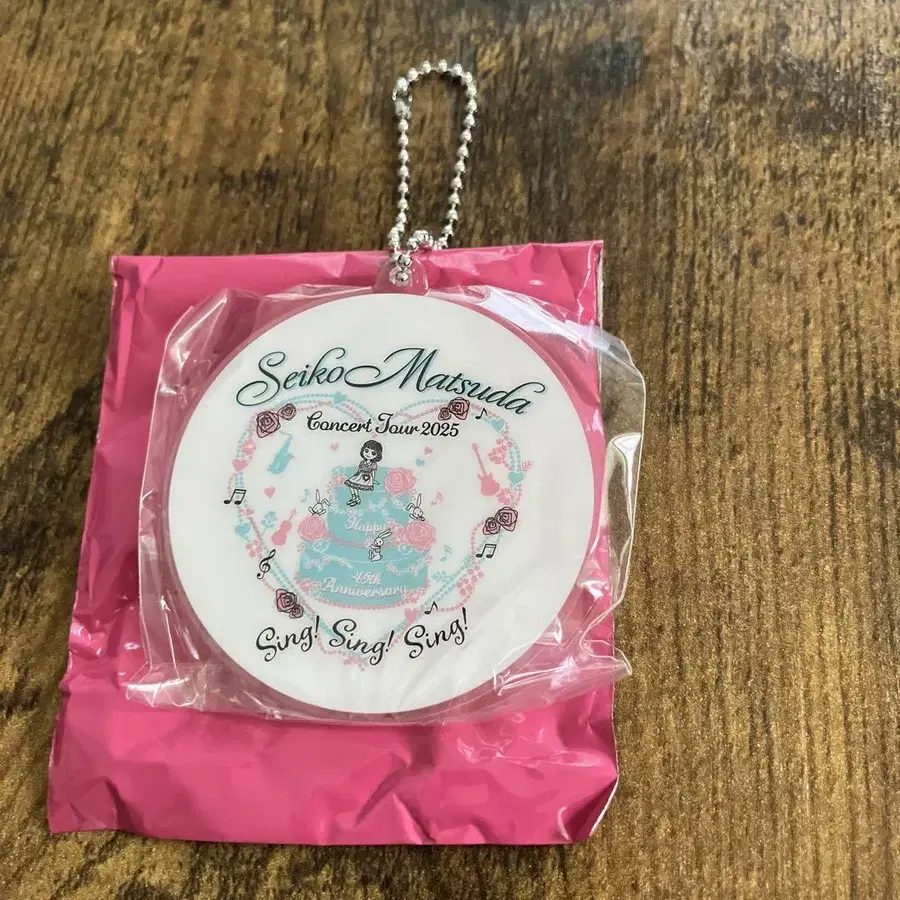 Seiko Matsuda
Concert Tour 2025
Happy
45th
Anniversary
Sing! Sing! Sing!